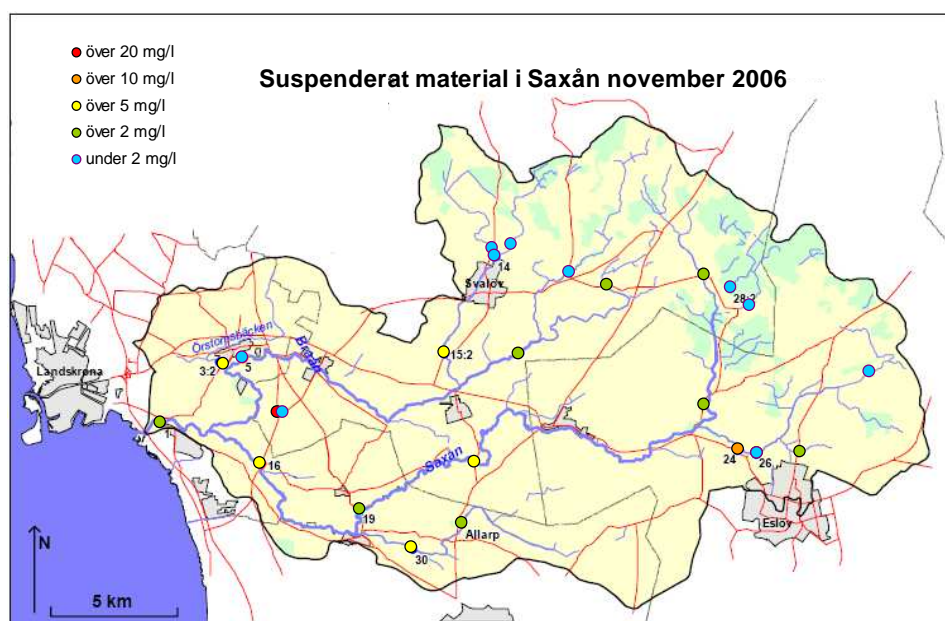 över 20 mg/l
över 10 mg/l
över 5 mg/l
över 2 mg/l
under 2 mg/l
Suspenderat material i Saxån november 2006
14
Svalöv
28:2
Örstorpsbäcken
Braån
3:2
5
15:2
Landskrona
1
16
Saxån
24
26
19
Allarp
Eslöv
30
N
5 km